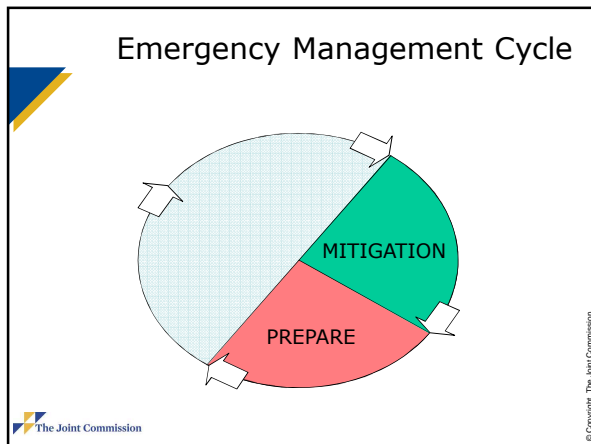 Emergency Management Cycle
MITIGATION
PREPARE
The Joint Commission
© Copyright, The Joint Commission